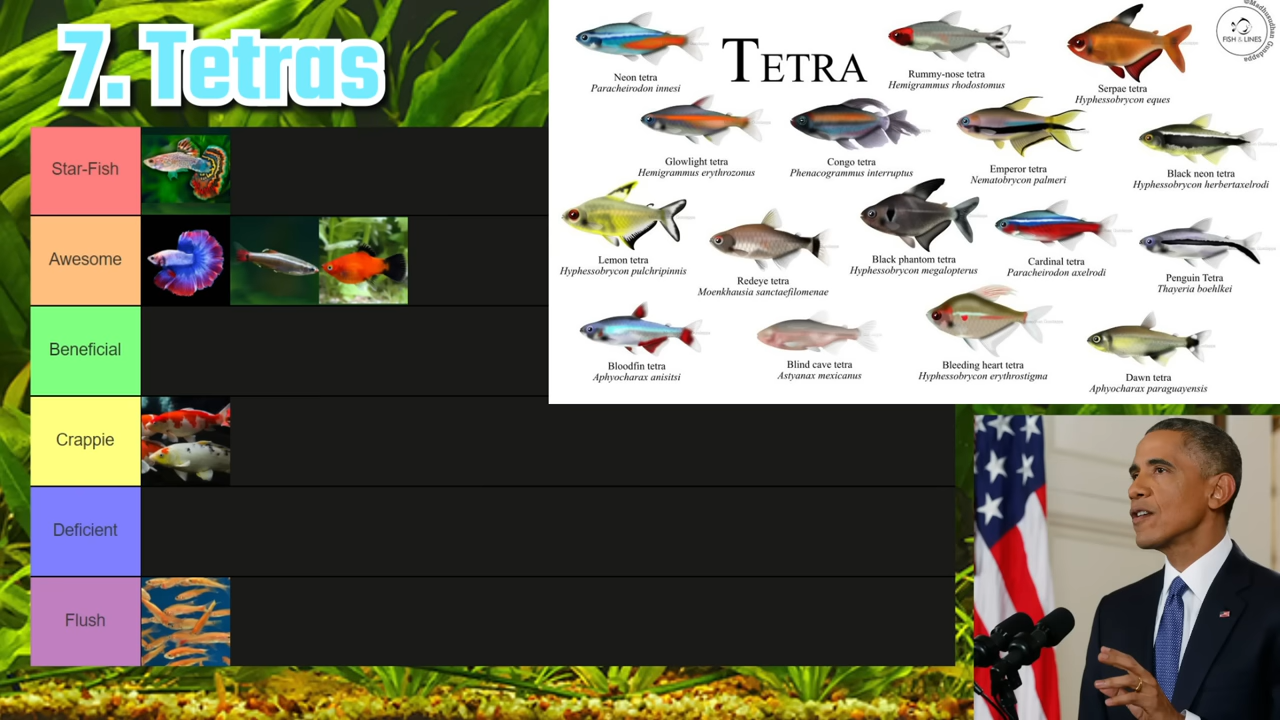 7. Tetras
Star-Fish
Awesome
Beneficial
Crappie
Deficient
Flush
TETRA
Neon tetra
Paracheirodon innesi
Rummy-nose tetra
Hemigrammus rhodostomus
Serpae tetra
Hyphessobrycon eques
Glowlight tetra
Hemigrammus erythrozonus
Congo tetra
Phenacogrammus interruptus
Emperor tetra
Nematobrycon palmeri
Black neon tetra
Hyphessobrycon herbertaxelrodi
Lemon tetra
Hyphessobrycon pulchripinnis
Redeye tetra
Moenkhausia sanctaefilomenae
Black phantom tetra
Hyphessobrycon megalopterus
Cardinal tetra
Paracheirodon axelrodi
Penguin Tetra
Thayeria boehlkei
Bloodfin tetra
Aphyocharax anisitsi
Blind cave tetra
Astyanax mexicanus
Bleeding heart tetra
Hyphessobrycon erythrostigma
Dawn tetra
Aphyocharax paraguayensis
FISH & LINES